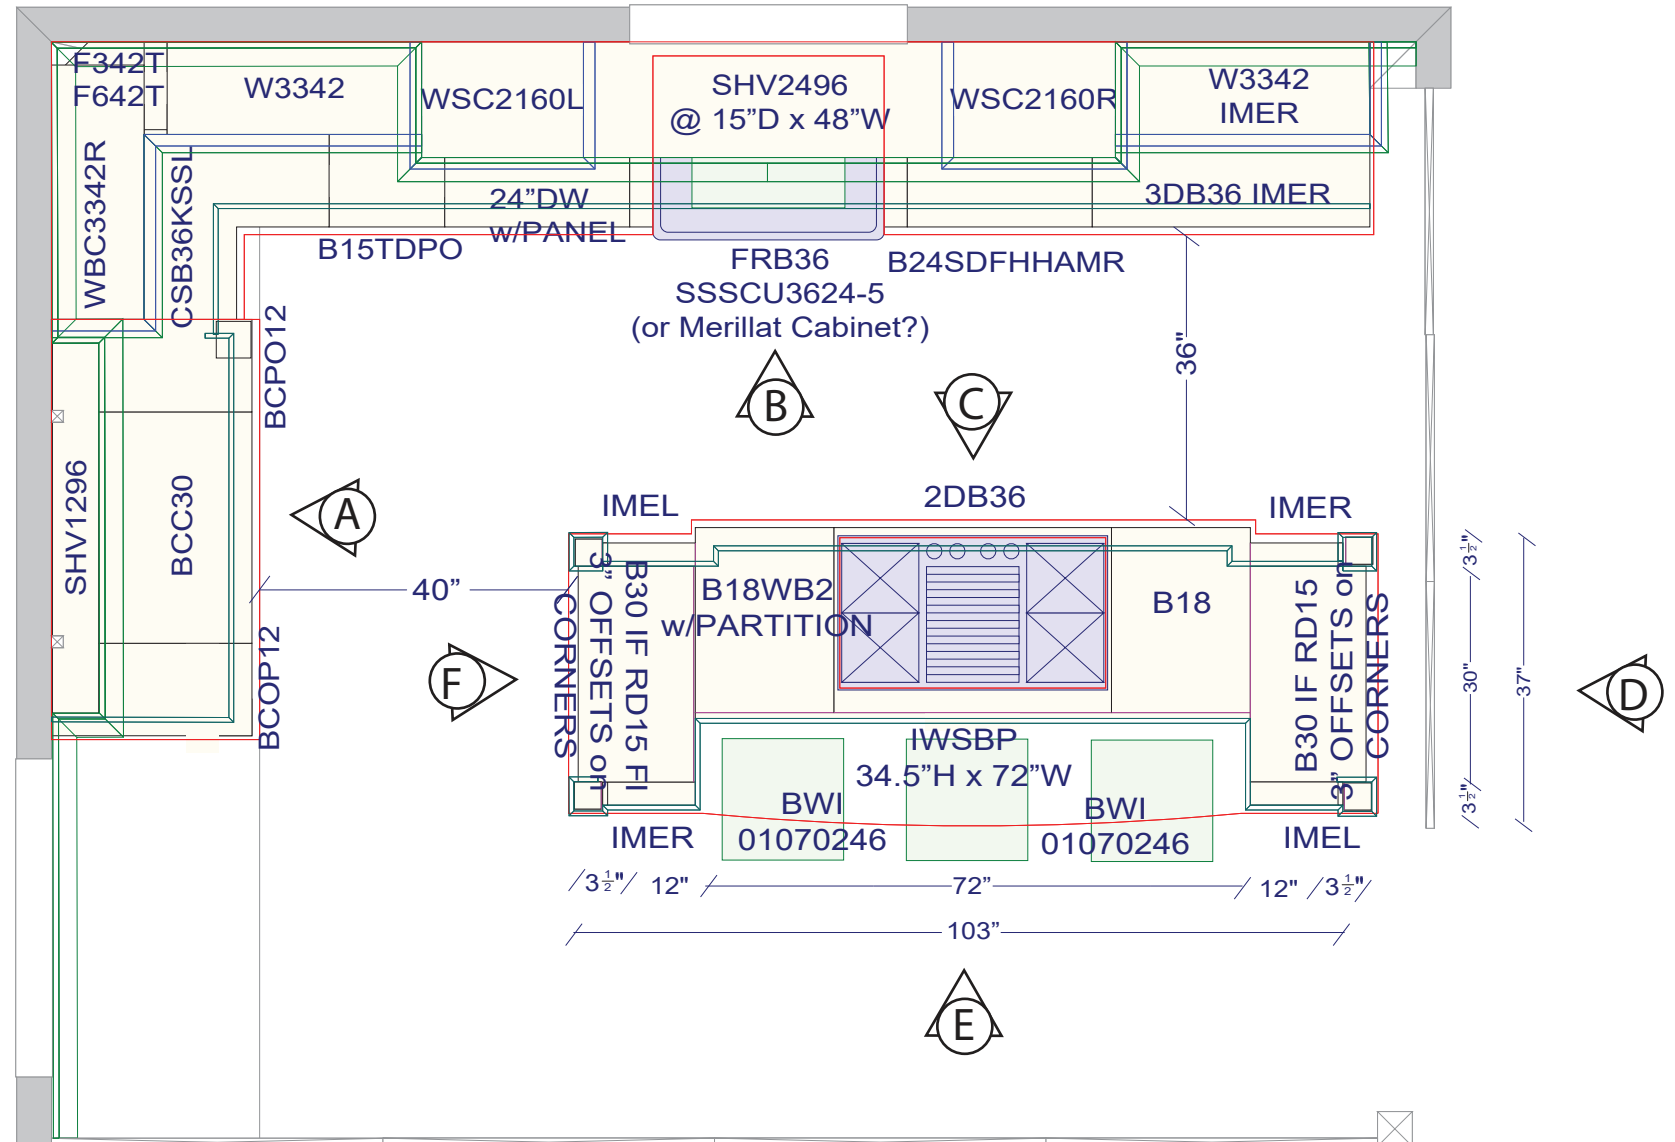 F342T
F642T
W3342
WSC2160L
SHV2496
@ 15”D x 48”W
WSC2160R
W3342
IMER
WBC3342R
CSB36KSSL
24”DW
w/PANEL
3DB36 IMER
B15TDPO
FRB36
SSSCU3624-5
(or Merillat Cabinet?)
B24SDFHHAMR
BCPO12
36"
B
C
SHV1296
BCC30
A
IMEL
2DB36
IMER
40”
B30 IF RD15 FI
3” OFFSETS on
CORNERS
B18WB2
w/PARTITION
B18
B30 IF RD15
3” OFFSETS on
CORNERS
3½"
30"
37"
3½"
F
D
BCOP12
IWSBP
34.5”H x 72”W
BWI
01070246
BWI
01070246
IMER
IMEL
3½"
12"
72”
12"
3½"
103”
E